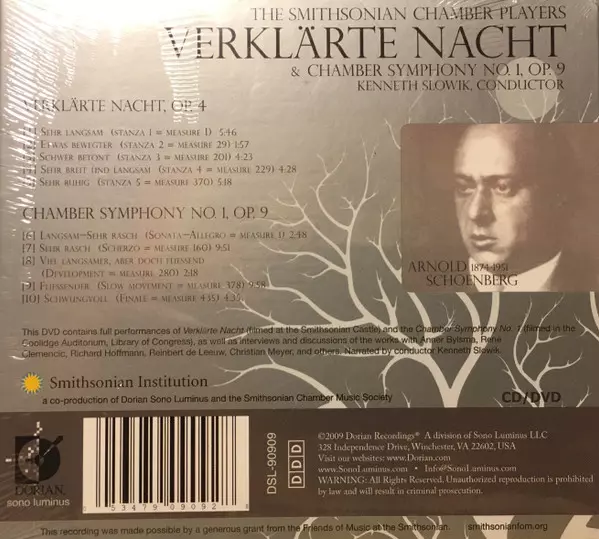 THE SMITHSONIAN CHAMBER PLAYERS
VERKLÄRTE NACHT
& CHAMBER SYMPHONY NO. 1, OP. 9
KENNETH SLOWIK, CONDUCTOR
VERKLÄRTE NACHT, OP. 4
[1] SEHR LANGSAM (STANZA 1 = MEASURE 1) 5:46
[2] ETWAS BEWEGTER (STANZA 2 = MEASURE 29) 1:57
[3] SCHWER BETONT (STANZA 3 = MEASURE 201) 4:23
[4] SEHR BREIT UND LANGSAM (STANZA 4 = MEASURE 229) 4:28
[5] SEHR RUHIG (STANZA 5 = MEASURE 370) 5:18
CHAMBER SYMPHONY NO. 1, OP. 9
[6] LANGSAM–SEHR RASCH (SONATA–ALLEGRO = MEASURE 1) 2:48
[7] SEHR RASCH (SCHERZO = MEASURE 160) 9:51
[8] VIEL LANGSAMER, ABER DOCH FLIESSEND
(DEVELOPMENT = MEASURE 280) 2:18
[9] FLIESSENDER (SLOW MOVEMENT = MEASURE 378) 9:58
[10] SCHWUNGVOLL (FINALE = MEASURE 435) 4:35
ARNOLD 1874-1951
SCHOENBERG
This DVD contains full performances of Verklärte Nacht (filmed at the Smithsonian Castle) and the Chamber Symphony No. 1 (filmed in the
Coolidge Auditorium, Library of Congress), as well as interviews and discussions of the works with Anner Bylsma, René
Clemencic, Richard Hoffmann, Reinbert de Leeuw, Christian Meyer, and others. Narrated by conductor Kenneth Slowik.
Smithsonian Institution
a co-production of Dorian Sono Luminus and the Smithsonian Chamber Music Society
CD/DVD
DORIAN
sono luminus
0 53479 09092 8
DSL-90909
DDD
©2009 Dorian Recordings® A division of Sono Luminus LLC
328 Independence Drive, Winchester, VA 22602, USA
Visit our websites: www.Dorian.com
www.SonoLuminus.com • Info@SonoLuminus.com
WARNING: All Rights Reserved. Unauthorized reproduction is prohibited
by law and will result in criminal prosecution.
This recording was made possible by a generous grant from the Friends of Music at the Smithsonian. smithsonianfom.org